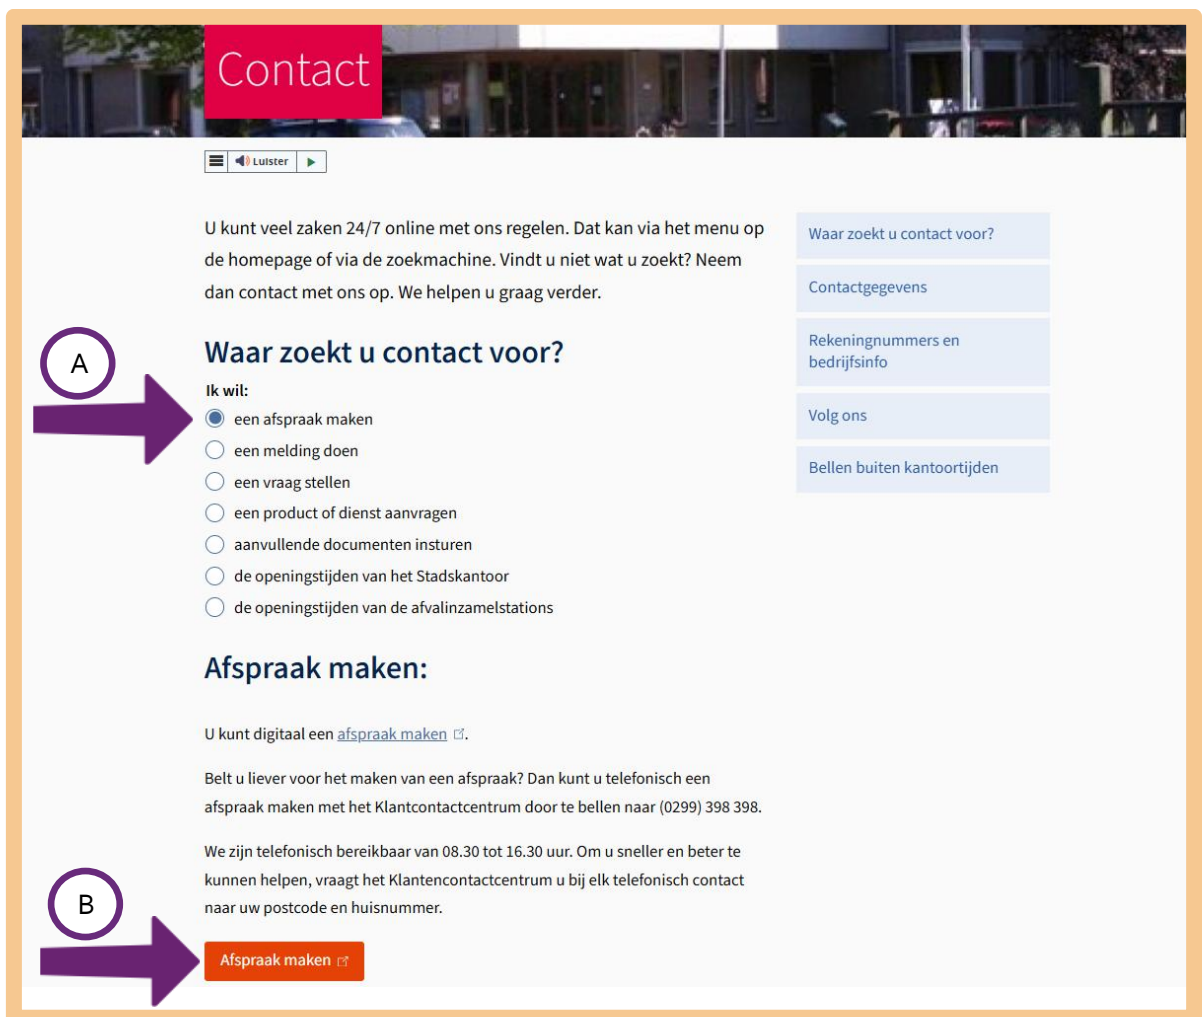 Contact
Luister
U kunt veel zaken 24/7 online met ons regelen. Dat kan via het menu op
de homepage of via de zoekmachine. Vindt u niet wat u zoekt? Neem
dan contact met ons op. We helpen u graag verder.
Waar zoekt u contact voor?
Contactgegevens
Rekeningnummers en
bedrijfsinfo
Volg ons
Bellen buiten kantoortijden
A
Waar zoekt u contact voor?
Ik wil:
een afspraak maken
een melding doen
een vraag stellen
een product of dienst aanvragen
aanvullende documenten insturen
de openingstijden van het Stadskantoor
de openingstijden van de afvalinzamelstations
Afspraak maken:
U kunt digitaal een afspraak maken.
Belt u liever voor het maken van een afspraak? Dan kunt u telefonisch een
afspraak maken met het Klantcontactcentrum door te bellen naar (0299) 398 398.
We zijn telefonisch bereikbaar van 08.30 tot 16.30 uur. Om u sneller en beter te
kunnen helpen, vraagt het Klantencontactcentrum u bij elk telefonisch contact
naar uw postcode en huisnummer.
B
Afspraak maken